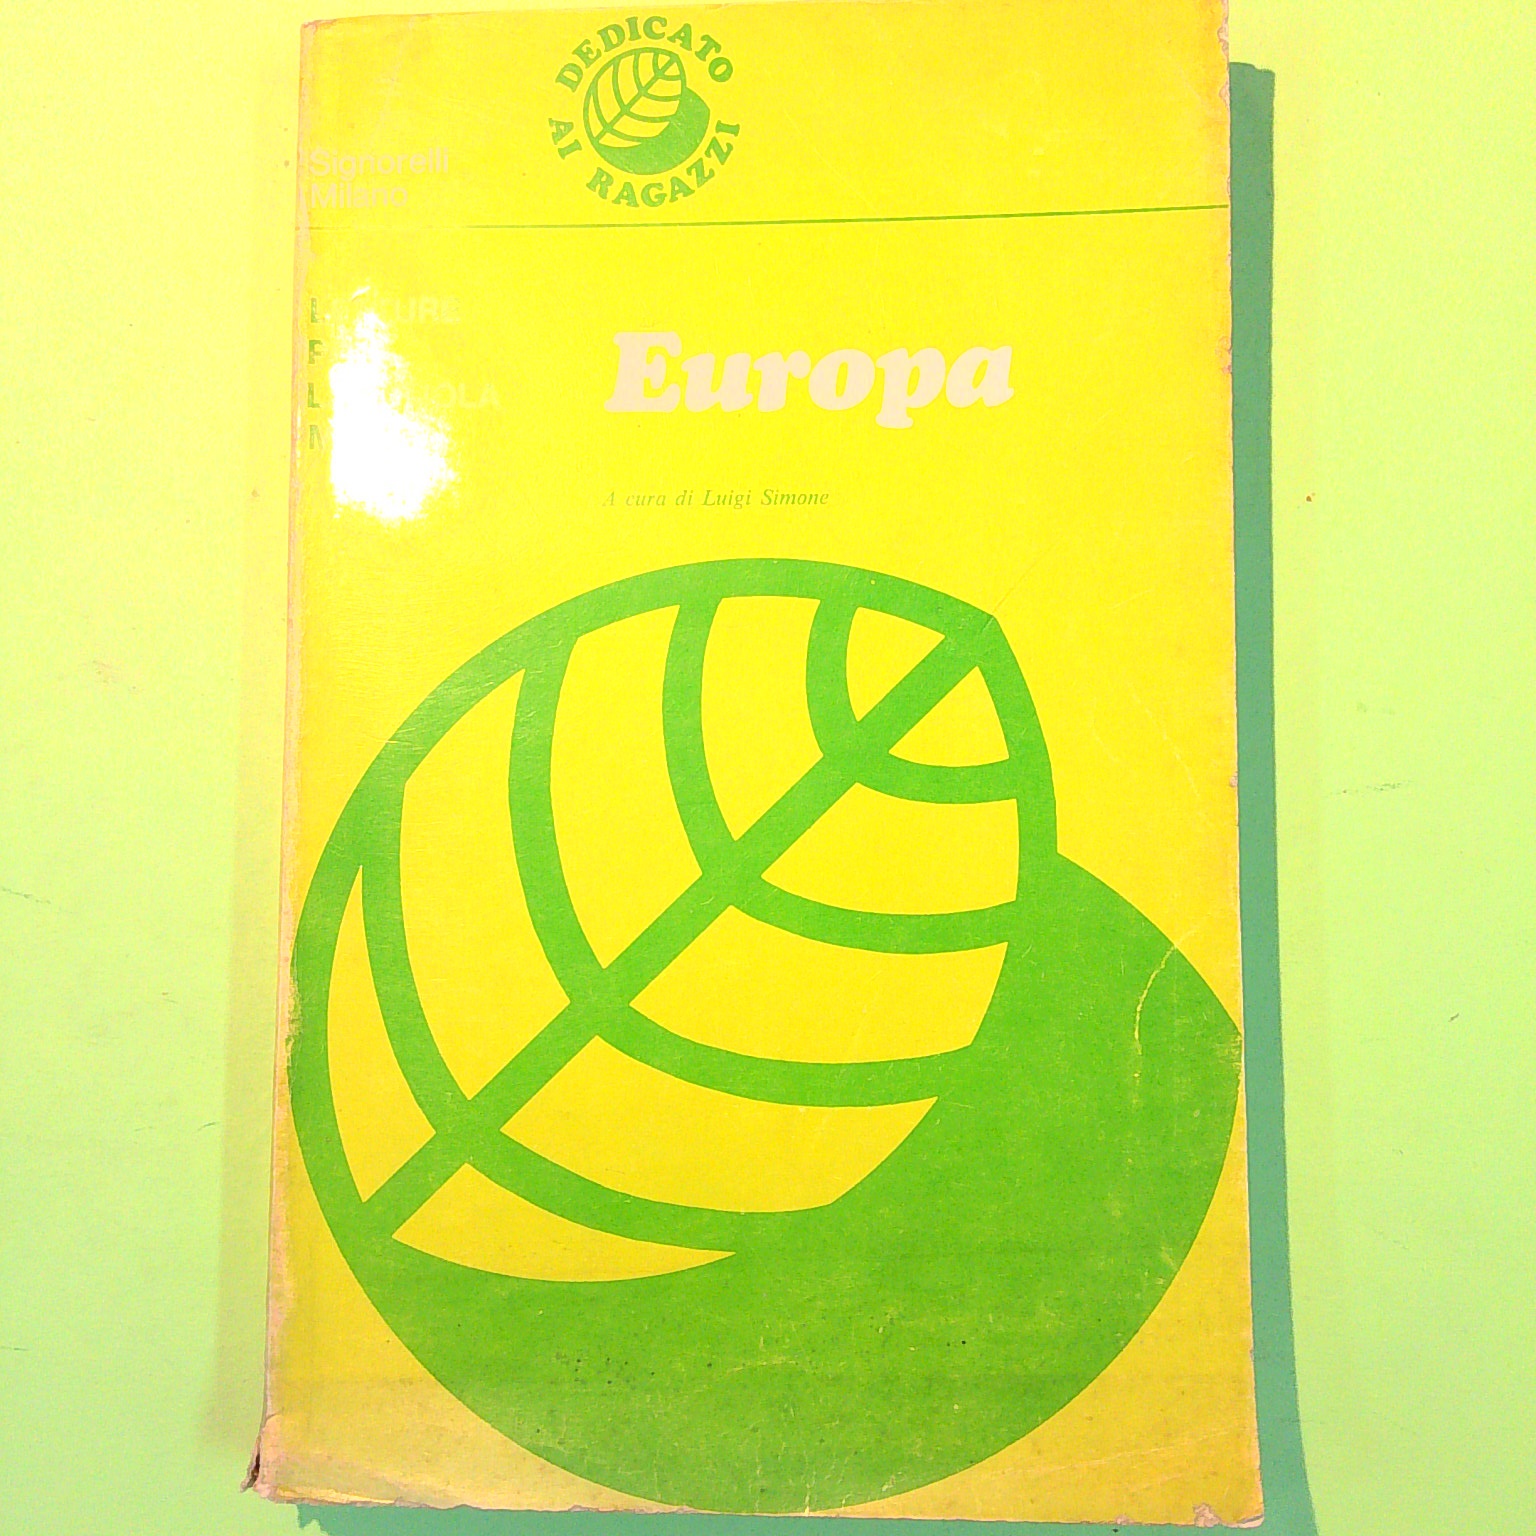 DEDICATO
AI RAGAZZI
Signorelli
Milano
Europa
A cura di Luigi Simone